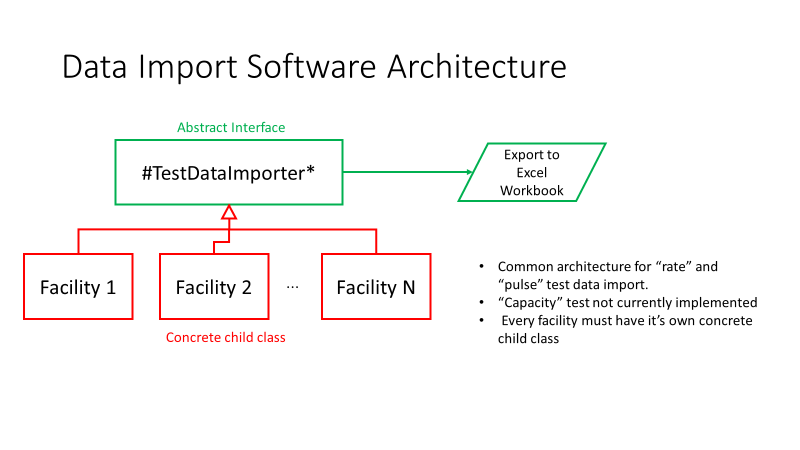 Data Import Software Architecture
Abstract Interface
#TestDataImporter*
Export to
Excel
Workbook
Facility 1
Facility 2
...
Facility N
Concrete child class
• Common architecture for “rate” and
“pulse” test data import.
• “Capacity” test not currently implemented
• Every facility must have it’s own concrete
child class